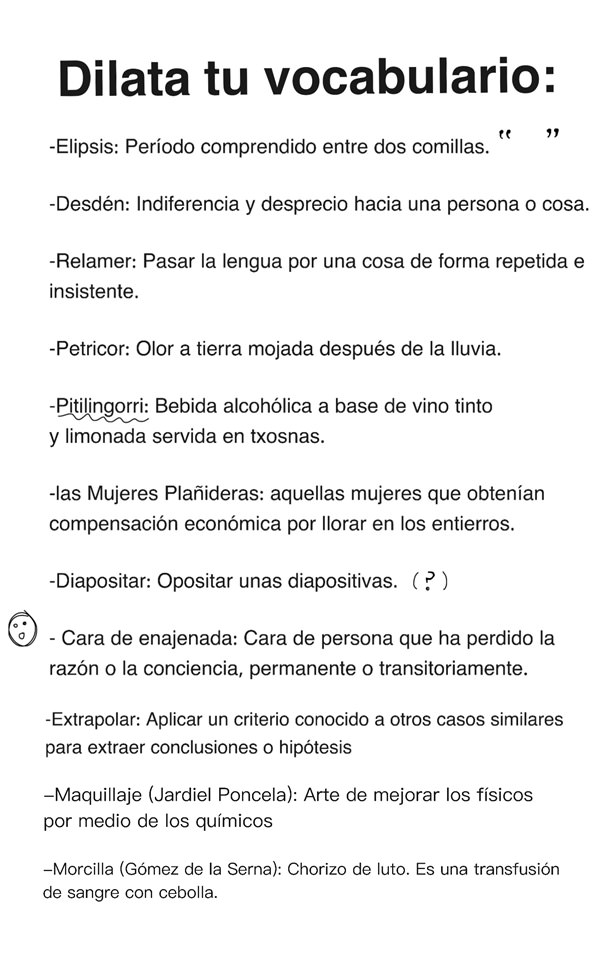 Dilata tu vocabulario:
-Elipsis: Período comprendido entre dos comillas. “ ”
-Desdén: Indiferencia y desprecio hacia una persona o cosa.
-Relamer: Pasar la lengua por una cosa de forma repetida e
insistente.
-Petricor: Olor a tierra mojada después de la lluvia.
-Pitilingorri: Bebida alcohólica a base de vino tinto
y limonada servida en txosnas.
-las Mujeres Plañideras: aquellas mujeres que obtenían
compensación económica por llorar en los entierros.
-Diapositar: Opositar unas diapositivas. (?)
- Cara de enajenada: Cara de persona que ha perdido la
razón o la conciencia, permanente o transitoriamente.
-Extrapolar: Aplicar un criterio conocido a otros casos similares
para extraer conclusiones o hipótesis
–Maquillaje (Jardiel Poncela): Arte de mejorar los físicos
por medio de los químicos
–Morcilla (Gómez de la Serna): Chorizo de luto. Es una transfusión
de sangre con cebolla.